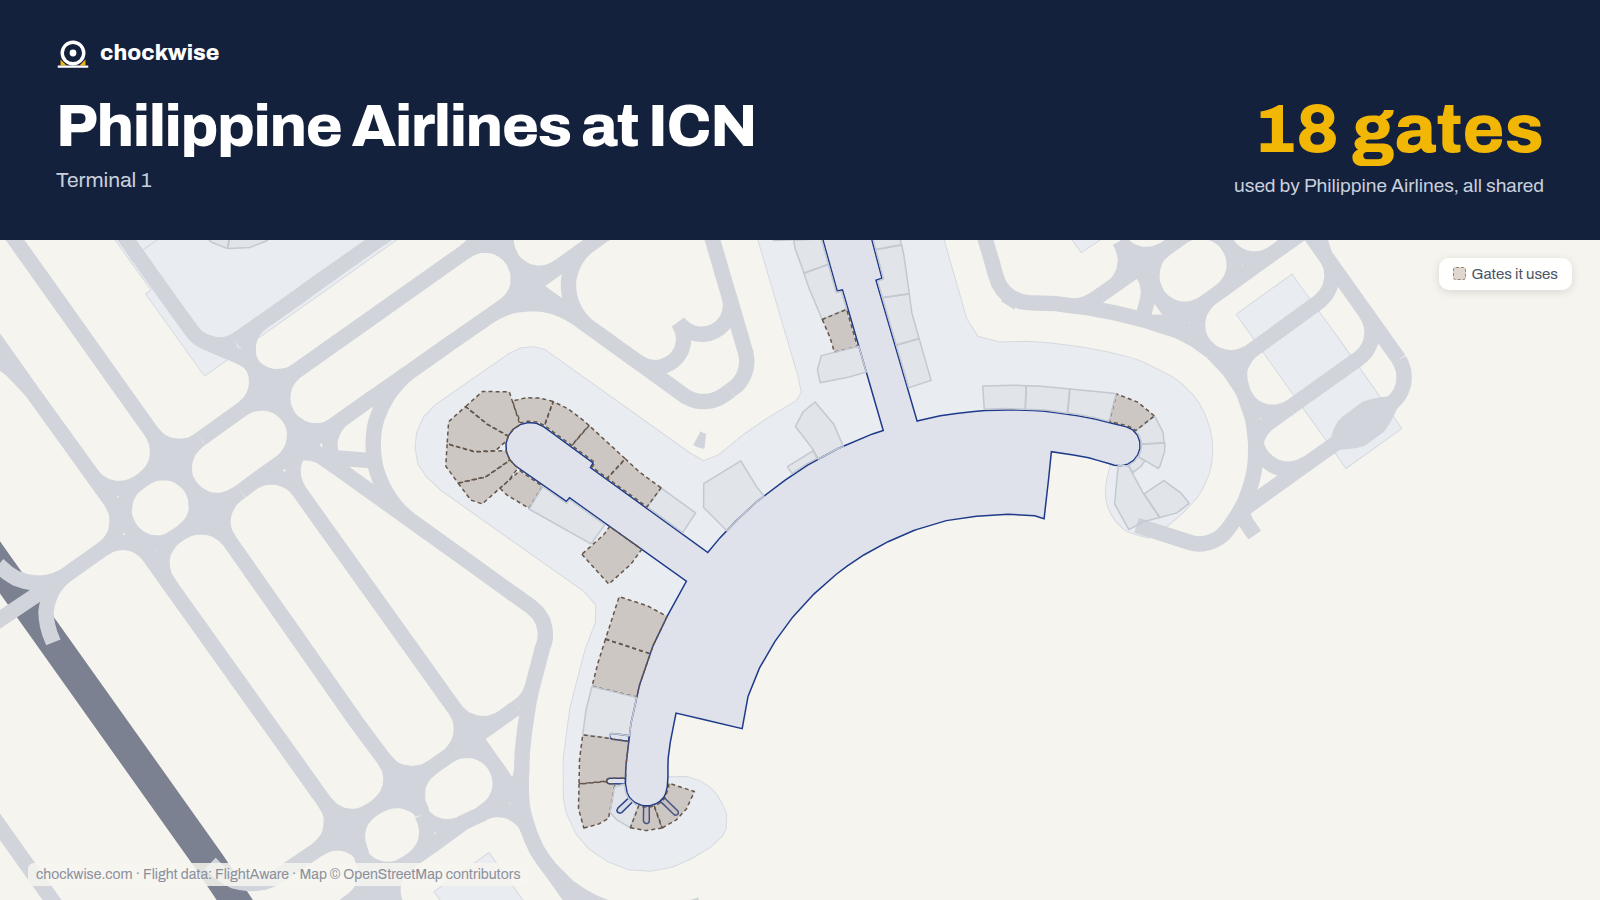 chockwise
Philippine Airlines at ICN
Terminal 1
18 gates
used by Philippine Airlines, all shared
Gates it uses
chockwise.com · Flight data: FlightAware · Map © OpenStreetMap contributors